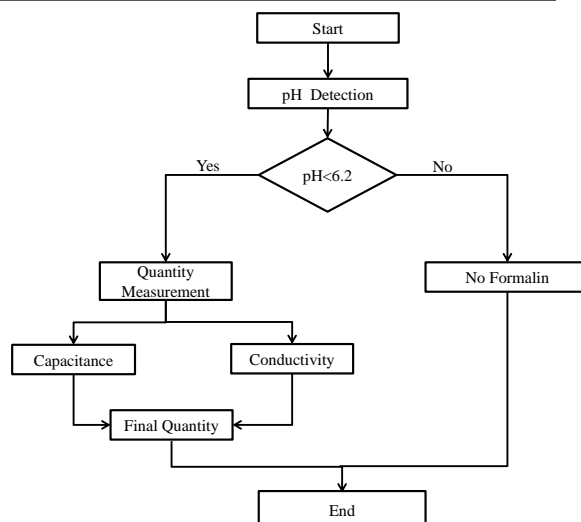 Start
pH Detection
pH<6.2
Yes
No
Quantity
Measurement
No Formalin
Capacitance
Conductivity
Final Quantity
End